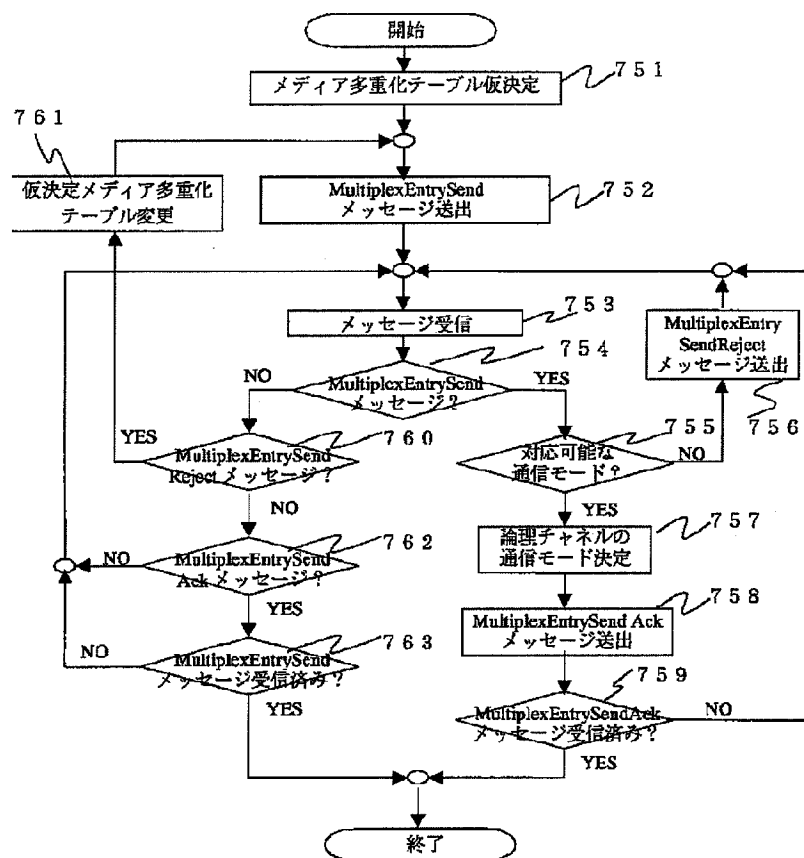 開始
751
メディア多重化テーブル仮決定
761
仮決定メディア多重化
テーブル変更
MultiplexEntrySend
メッセージ送出
752
メッセージ受信
753
754
MultiplexEntrySend
メッセージ?
NO
YES
MultiplexEntry
SendReject
メッセージ送出
756
755
対応可能な
通信モード?
NO
YES
YES
760
MultiplexEntrySend
Reject メッセージ?
NO
757
論理チャネルの
通信モード決定
762
MultiplexEntrySend
Ack メッセージ?
NO
YES
758
MultiplexEntrySend Ack
メッセージ送出
763
MultiplexEntrySend
メッセージ受信済み?
NO
YES
759
MultiplexEntrySendAck
メッセージ受信済み?
NO
YES
終了